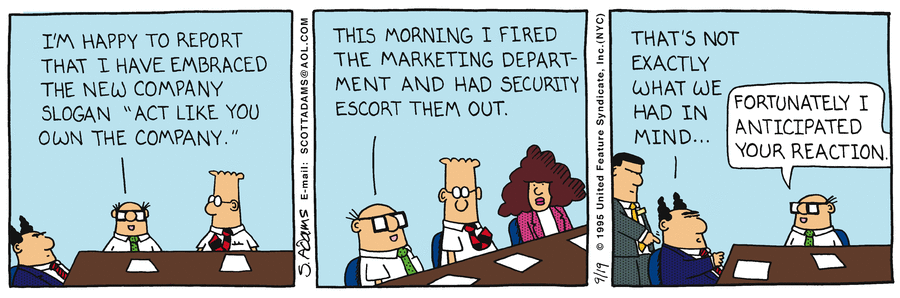 I'M HAPPY TO REPORT
THAT I HAVE EMBRACED
THE NEW COMPANY
SLOGAN "ACT LIKE YOU
OWN THE COMPANY."
S. ADAMS
E-mail: SCOTTADAMS@AOL.COM
THIS MORNING I FIRED
THE MARKETING DEPART-
MENT AND HAD SECURITY
ESCORT THEM OUT.
9/19 © 1995 United Feature Syndicate, Inc.(NYC)
THAT'S NOT
EXACTLY
WHAT WE
HAD IN
MIND...
FORTUNATELY I
ANTICIPATED
YOUR REACTION.